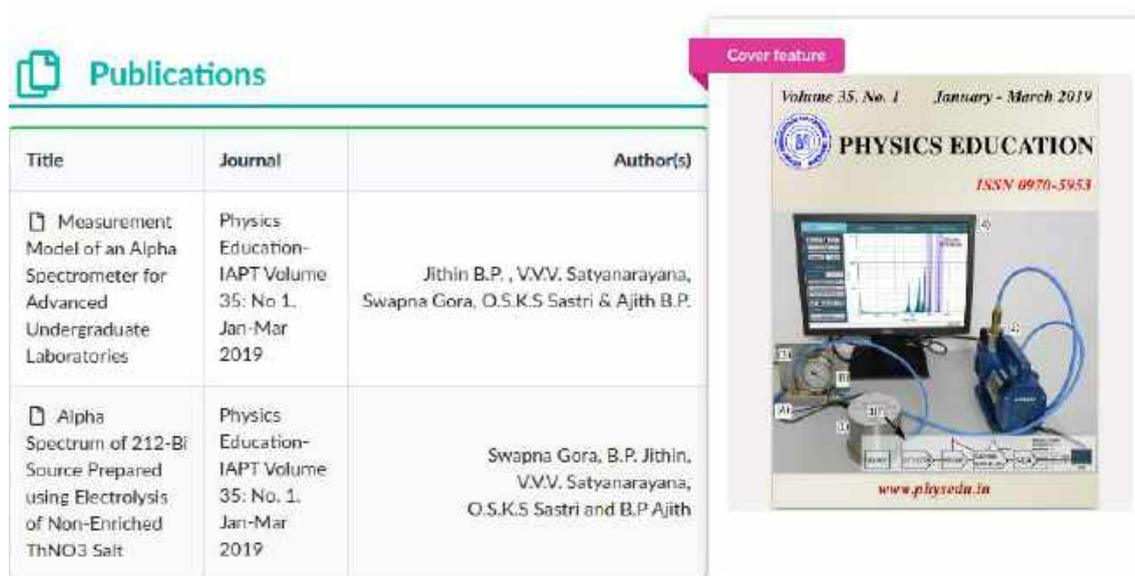 Publications
Title
Journal
Author(s)
Measurement
Model of an Alpha
Spectrometer for
Advanced
Undergraduate
Laboratories
Physics
Education-
IAPT Volume
35: No 1,
Jan-Mar
2019
Jithin B.P. , V.V.V. Satyanarayana,
Swapna Gora, O.S.K.S Sastri & Ajith B.P.
Alpha
Spectrum of 212-Bi
Source Prepared
using Electrolysis
of Non-Enriched
ThNO3 Salt
Physics
Education-
IAPT Volume
35: No. 1,
Jan-Mar
2019
Swapna Gora, B.P. Jithin,
V.V.V. Satyanarayana,
O.S.K.S Sastri and B.P Ajith
Cover feature
Volume 35, No. 1 January - March 2019
PHYSICS EDUCATION
ISSN 0970-5953
www.physedu.in